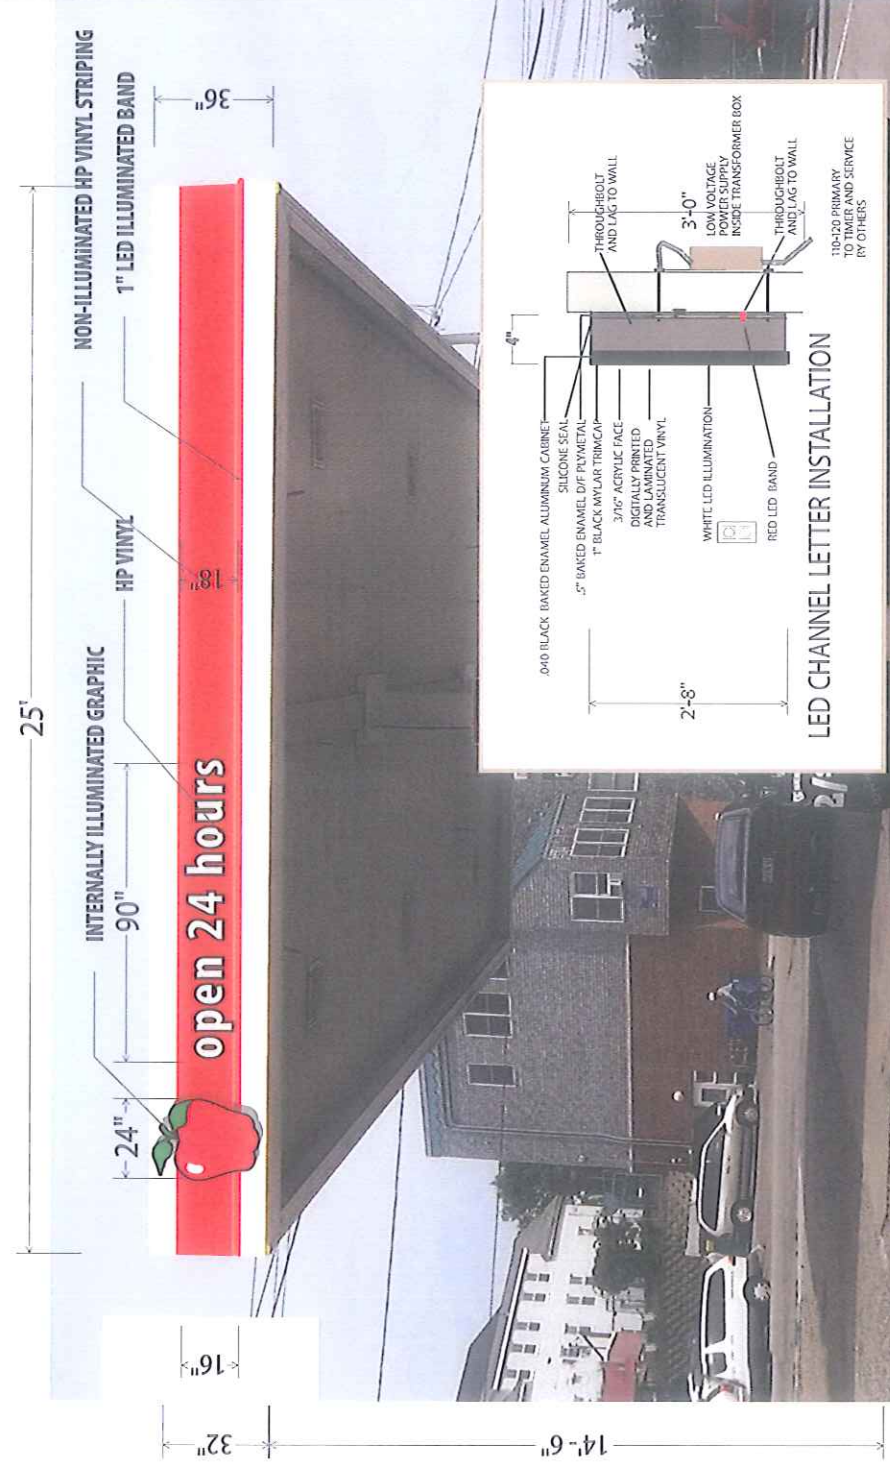 25'
NON-ILLUMINATED HP VINYL STRIPING
1" LED ILLUMINATED BAND
HP VINYL
INTERNALLY ILLUMINATED GRAPHIC
90"
24"
36"
18"
open 24 hours
16"
32"
14'-6"
.040 BLACK BAKED ENAMEL ALUMINUM CABINET
SILICONE SEAL
.5" BAKED ENAMEL D/F PLYMETAL
1" BLACK MYLAR TRIMCAP
3/16" ACRYLIC FACE
DIGITALLY PRINTED
AND LAMINATED
TRANSLUCENT VINYL
WHITE LED ILLUMINATION
RED LED BAND
4"
THROUGHBOLT
AND LAG TO WALL
3'-0"
LOW VOLTAGE
POWER SUPPLY
INSIDE TRANSFORMER BOX
THROUGHBOLT
AND LAG TO WALL
110-120 PRIMARY
TO TIMER AND SERVICE
BY OTHERS
2'-8"
LED CHANNEL LETTER INSTALLATION